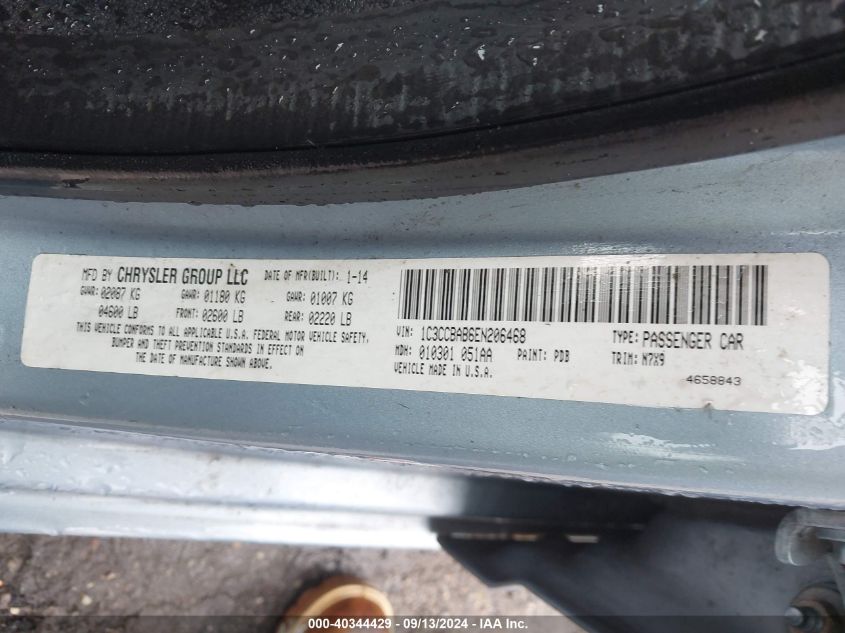 MFD BY CHRYSLER GROUP LLC DATE OF MFR(BUILT): 1-14
GVWR: 02087 KG GAWR: 01180 KG GAWR: 01007 KG
04600 LB FRONT: 02600 LB REAR: 02220 LB
THIS VEHICLE CONFORMS TO ALL APPLICABLE U.S.A. FEDERAL MOTOR VEHICLE SAFETY,
BUMPER AND THEFT PREVENTION STANDARDS IN EFFECT ON
THE DATE OF MANUFACTURE SHOWN ABOVE.
VIN: 1C3CCBAB6EN206468 TYPE: PASSENGER CAR
MDH: 010301 051AA PAINT: PDB TRIM: M7X9
VEHICLE MADE IN U.S.A. 4658843
000-40344429 - 09/13/2024 - IAA Inc.